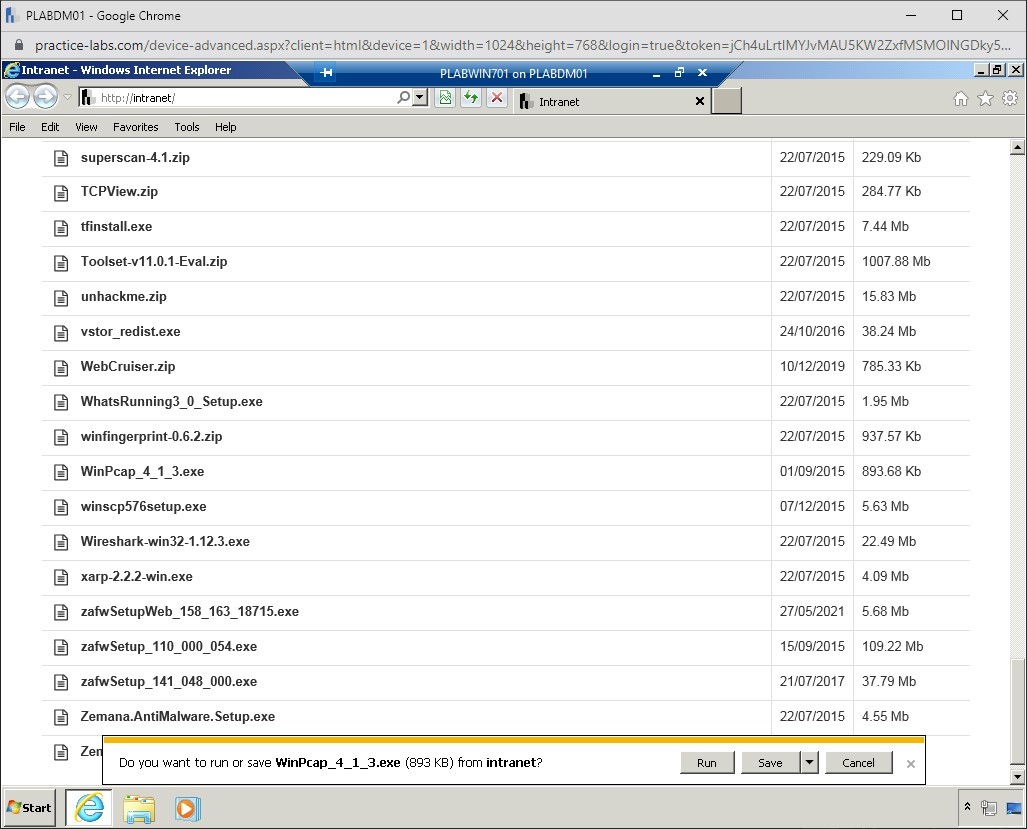 PLABDM01 - Google Chrome
practice-labs.com/device-advanced.aspx?client=html&device=1&width=1024&height=768&login=true&token=jCh4uLrtIMYJvMAU5KW2ZxfMSMOINGDky5...
Intranet - Windows Internet Explorer
PLABWIN701 on PLABDM01
http://intranet/
Intranet
File Edit View Favorites Tools Help
superscan-4.1.zip 22/07/2015 229.09 Kb
TCPView.zip 22/07/2015 284.77 Kb
tfinstall.exe 22/07/2015 7.44 Mb
Toolset-v11.0.1-Eval.zip 22/07/2015 1007.88 Mb
unhackme.zip 22/07/2015 15.83 Mb
vstor_redist.exe 24/10/2016 38.24 Mb
WebCruiser.zip 10/12/2019 785.33 Kb
WhatsRunning3_0_Setup.exe 22/07/2015 1.95 Mb
winfingerprint-0.6.2.zip 22/07/2015 937.57 Kb
WinPcap_4_1_3.exe 01/09/2015 893.68 Kb
winscp576setup.exe 07/12/2015 5.63 Mb
Wireshark-win32-1.12.3.exe 22/07/2015 22.49 Mb
xarp-2.2.2-win.exe 22/07/2015 4.09 Mb
zafwSetupWeb_158_163_18715.exe 27/05/2021 5.68 Mb
zafwSetup_110_000_054.exe 15/09/2015 109.22 Mb
zafwSetup_141_048_000.exe 21/07/2017 37.79 Mb
Zemana.AntiMalware.Setup.exe 22/07/2015 4.55 Mb
Zen
Do you want to run or save WinPcap_4_1_3.exe (893 KB) from intranet?
Run Save Cancel
Start